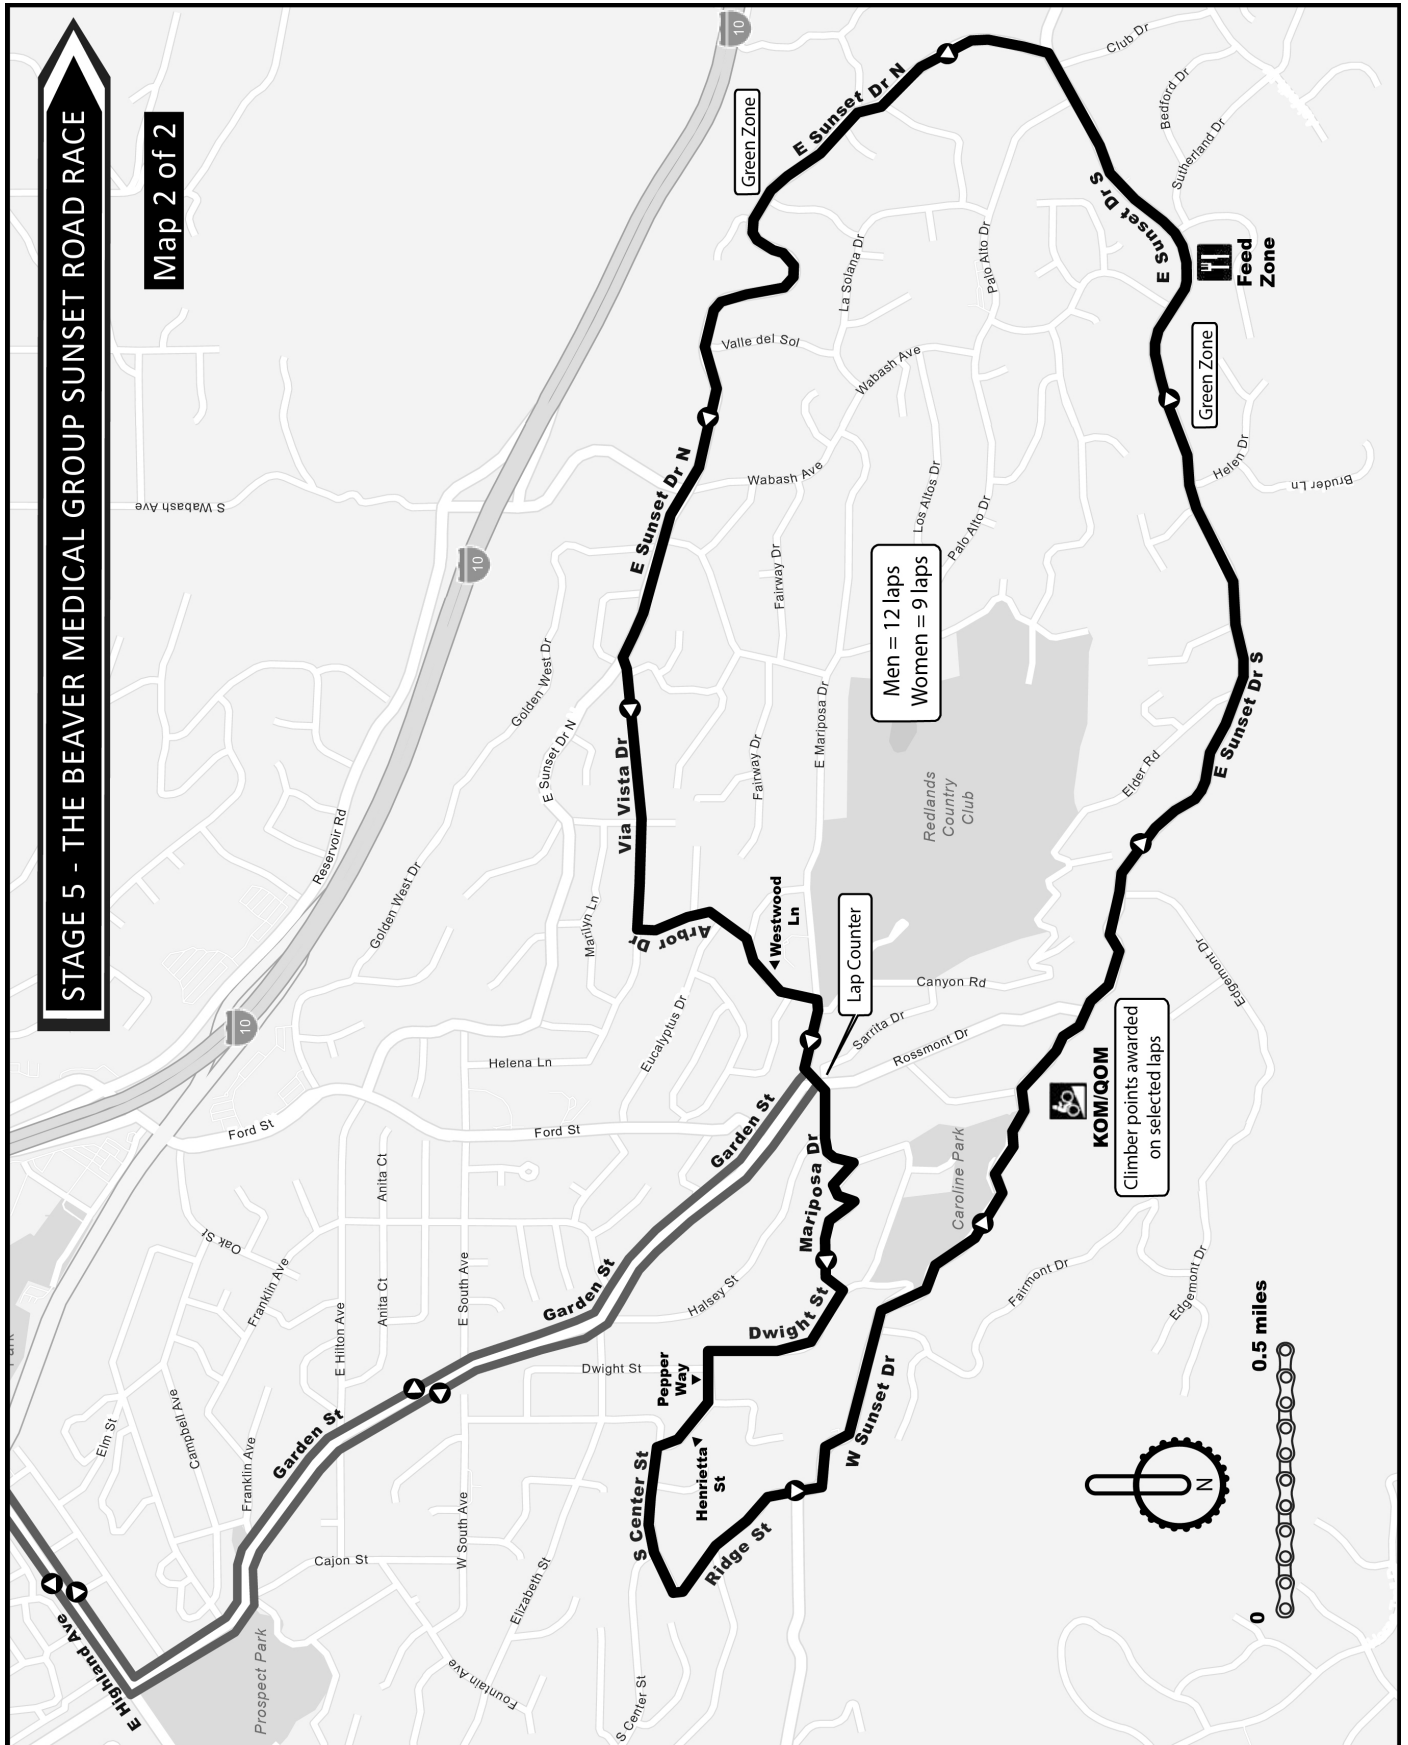 STAGE 5 - THE BEAVER MEDICAL GROUP SUNSET ROAD RACE
Map 2 of 2
10
10
10
S Wabash Ave
Reservoir Rd
Golden West Dr
Golden West Dr
E Sunset Dr N
Marilyn Ln
Helena Ln
Eucalyptus Dr
Ford St
Ford St
Oak St
Franklin Ave
Franklin Ave
Anita Ct
Anita Ct
E Hilton Ave
E South Ave
W South Ave
Elm St
Campbell Ave
Cajon St
Elizabeth St
Fountain Ave
S Center St
Prospect Park
Park
E Highland Ave
Garden St
Garden St
Garden St
Halsey St
Dwight St
Dwight St
Pepper
Way
Henrietta
St
S Center St
Ridge St
W Sunset Dr
Mariposa Dr
Lap Counter
Westwood
Ln
Arbor Dr
Via Vista Dr
E Sunset Dr N
E Sunset Dr N
Green Zone
Valle del Sol
La Solana Dr
Palo Alto Dr
Palo Alto Dr
Los Altos Dr
Wabash Ave
Wabash Ave
Fairway Dr
Fairway Dr
E Mariposa Dr
Men = 12 laps
Women = 9 laps
Redlands
Country
Club
Canyon Rd
Sarrita Dr
Rossmont Dr
Caroline Park
Club Dr
Bedford Dr
Sutherland Dr
E Sunset Dr S
Feed
Zone
Green Zone
Helen Dr
Bruder Ln
E Sunset Dr S
Elder Rd
Edgemont Dr
Edgemont Dr
Fairmont Dr
KOM/QOM
Climber points awarded
on selected laps
N
0
0.5 miles